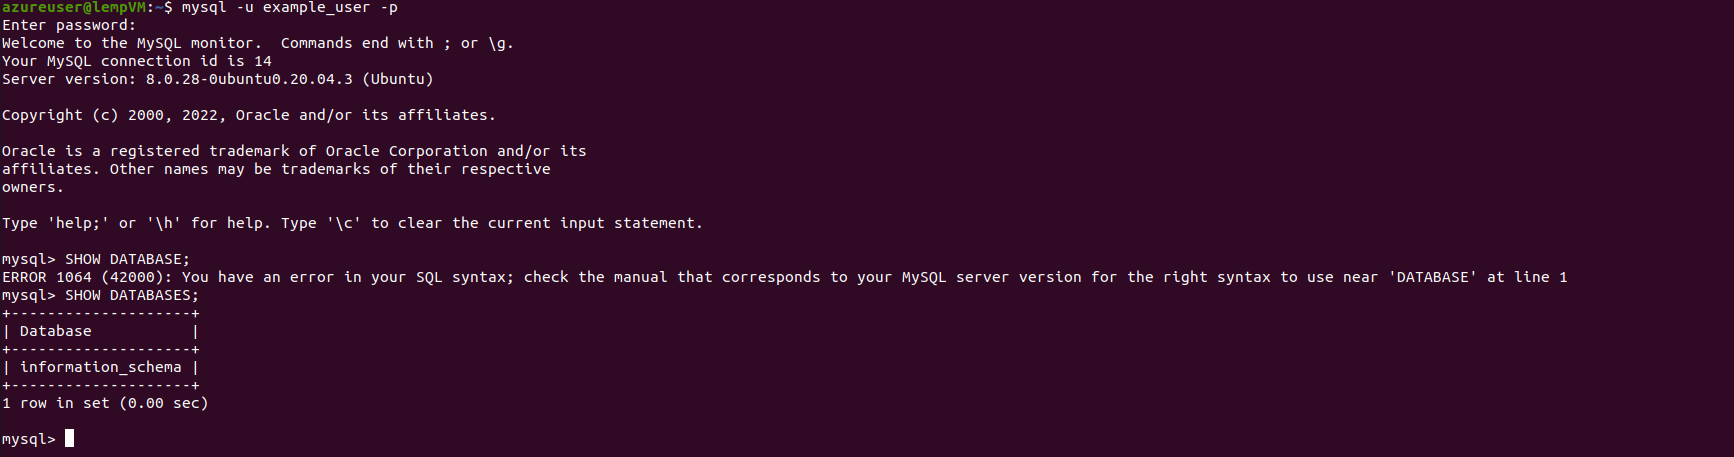 azureuser@lempVM:~$ mysql -u example_user -p
Enter password:
Welcome to the MySQL monitor.  Commands end with ; or \g.
Your MySQL connection id is 14
Server version: 8.0.28-0ubuntu0.20.04.3 (Ubuntu)
Copyright (c) 2000, 2022, Oracle and/or its affiliates.
Oracle is a registered trademark of Oracle Corporation and/or its
affiliates. Other names may be trademarks of their respective
owners.
Type 'help;' or '\h' for help. Type '\c' to clear the current input statement.
mysql> SHOW DATABASE;
ERROR 1064 (42000): You have an error in your SQL syntax; check the manual that corresponds to your MySQL server version for the right syntax to use near 'DATABASE' at line 1
mysql> SHOW DATABASES;
+--------------------+
| Database           |
+--------------------+
| information_schema |
+--------------------+
1 row in set (0.00 sec)
mysql>